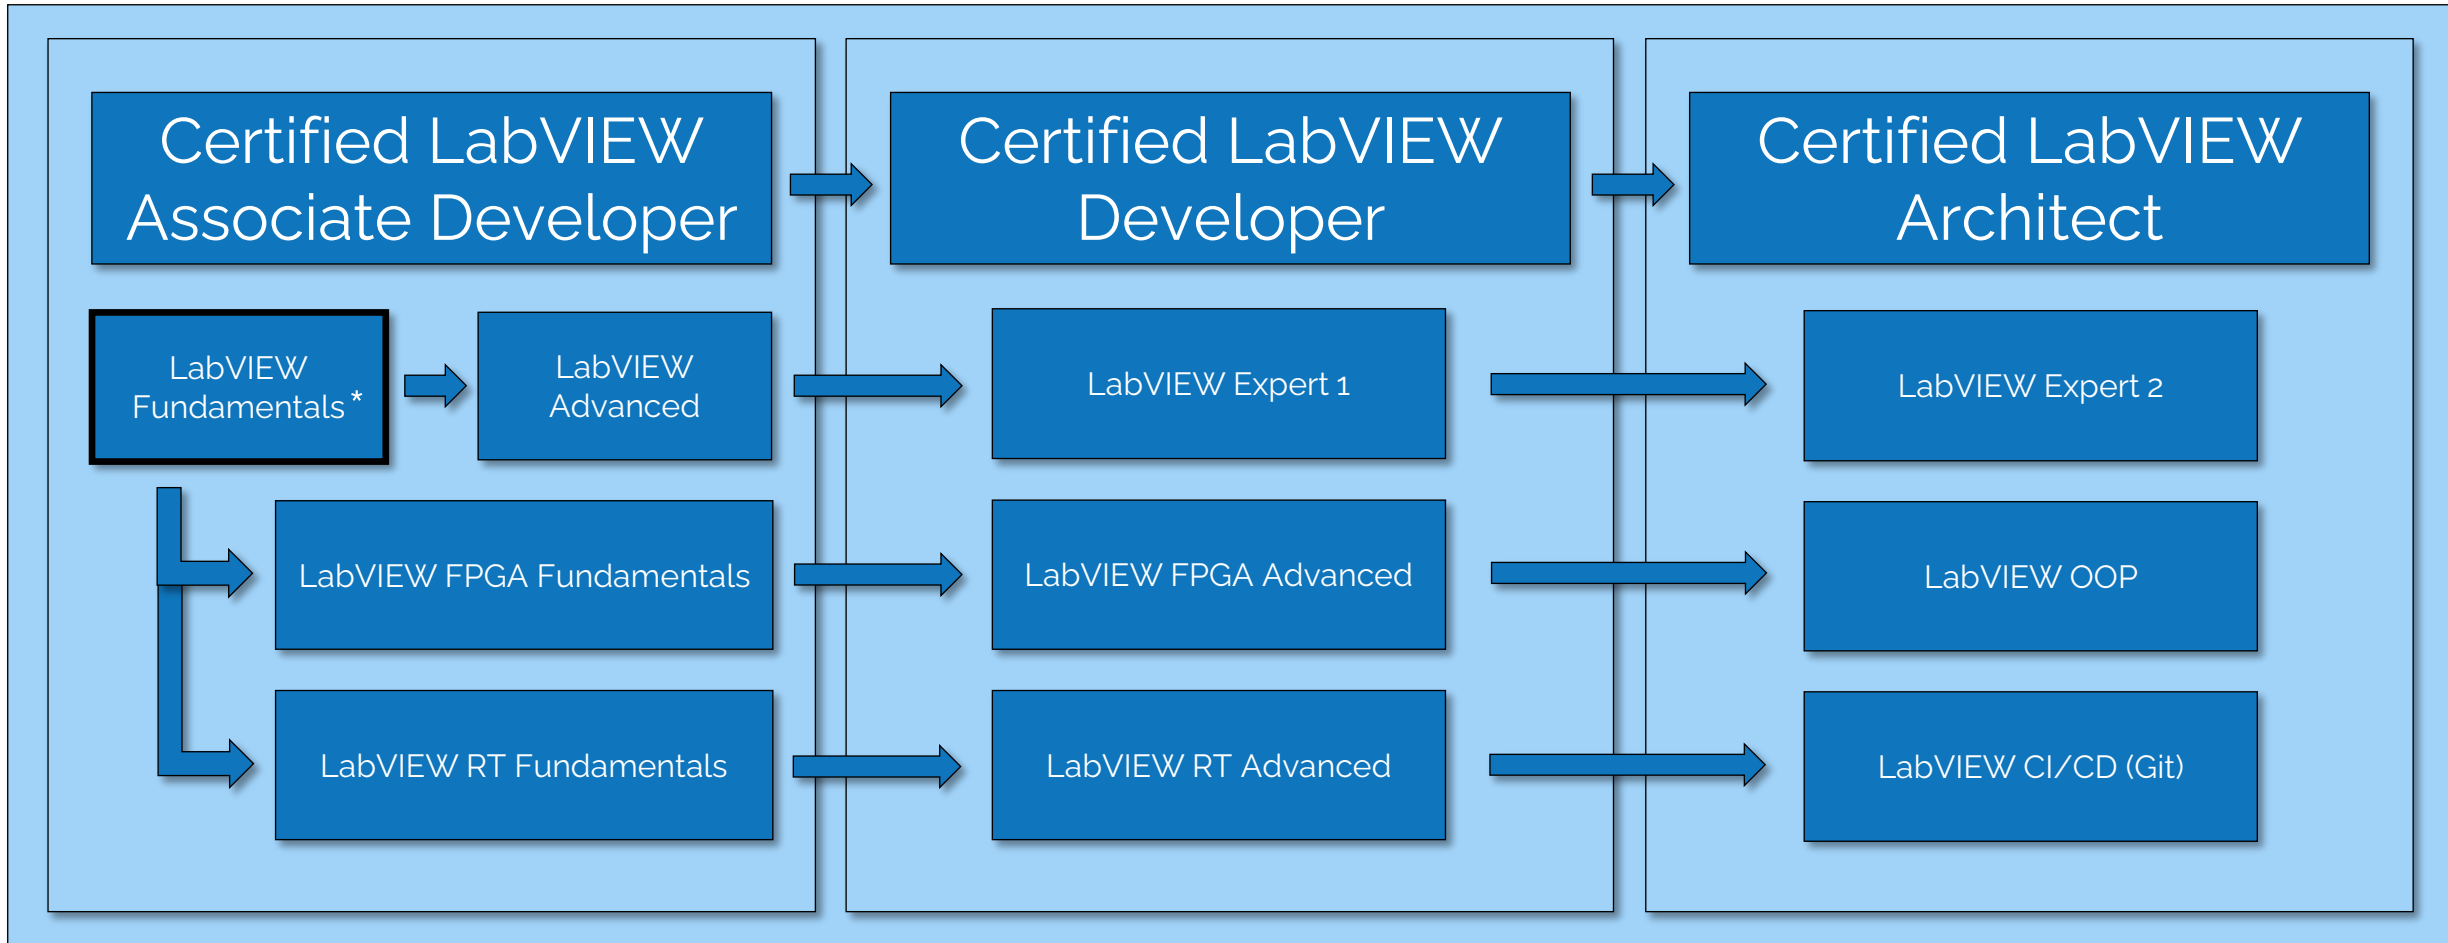 Certified LabVIEW
Associate Developer
Certified LabVIEW
Developer
Certified LabVIEW
Architect
LabVIEW
Fundamentals*
LabVIEW
Advanced
LabVIEW Expert 1
LabVIEW Expert 2
LabVIEW FPGA Fundamentals
LabVIEW FPGA Advanced
LabVIEW OOP
LabVIEW RT Fundamentals
LabVIEW RT Advanced
LabVIEW CI/CD (Git)